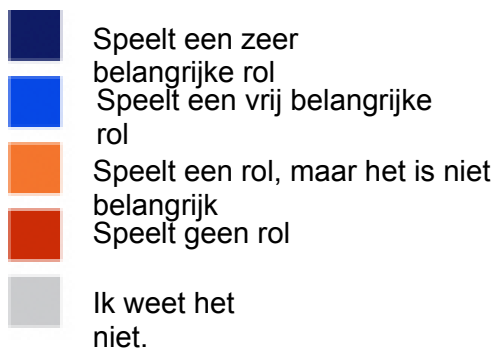 Speelt een zeer
belangrijke rol
Speelt een vrij belangrijke
rol
Speelt een rol, maar het is niet
belangrijk
Speelt geen rol
Ik weet het
niet.